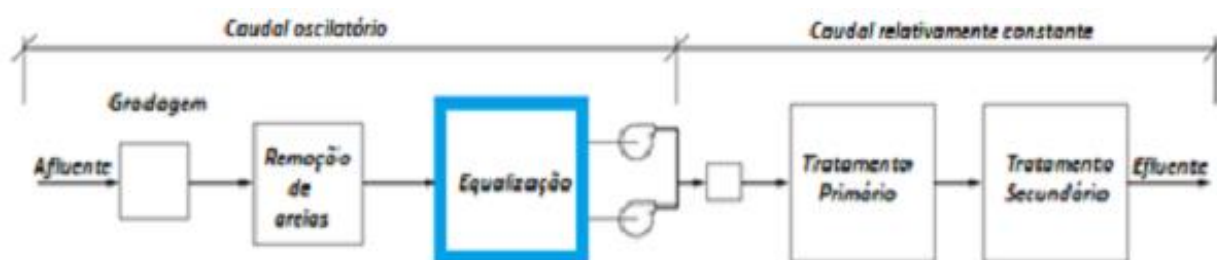 Caudal oscilatório
Caudal relativamente constante
Gradagem
Afluente
Remoção
de
areias
Equalização
Tratamento
Primário
Tratamento
Secundário
Efluente